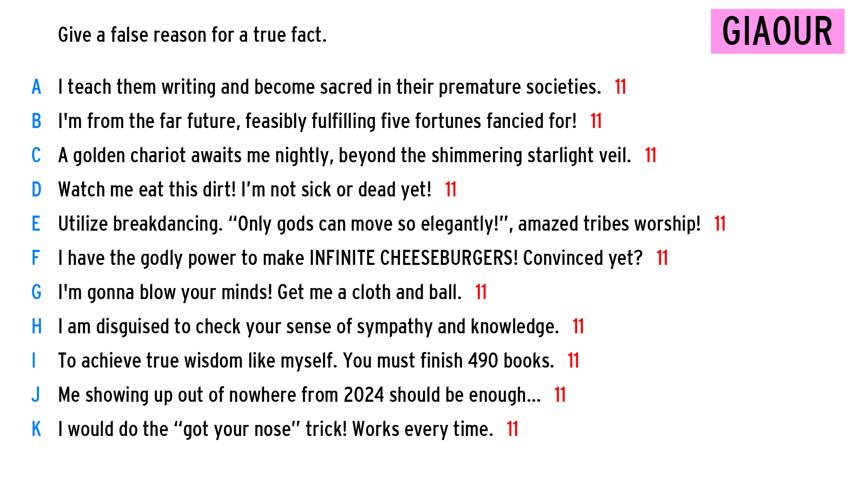 Give a false reason for a true fact.
GIAOUR
A I teach them writing and become sacred in their premature societies. 11
B I'm from the far future, feasibly fulfilling five fortunes fancied for! 11
C A golden chariot awaits me nightly, beyond the shimmering starlight veil. 11
D Watch me eat this dirt! I’m not sick or dead yet! 11
E Utilize breakdancing. “Only gods can move so elegantly!”, amazed tribes worship! 11
F I have the godly power to make INFINITE CHEESEBURGERS! Convinced yet? 11
G I'm gonna blow your minds! Get me a cloth and ball. 11
H I am disguised to check your sense of sympathy and knowledge. 11
I To achieve true wisdom like myself. You must finish 490 books. 11
J Me showing up out of nowhere from 2024 should be enough... 11
K I would do the “got your nose” trick! Works every time. 11